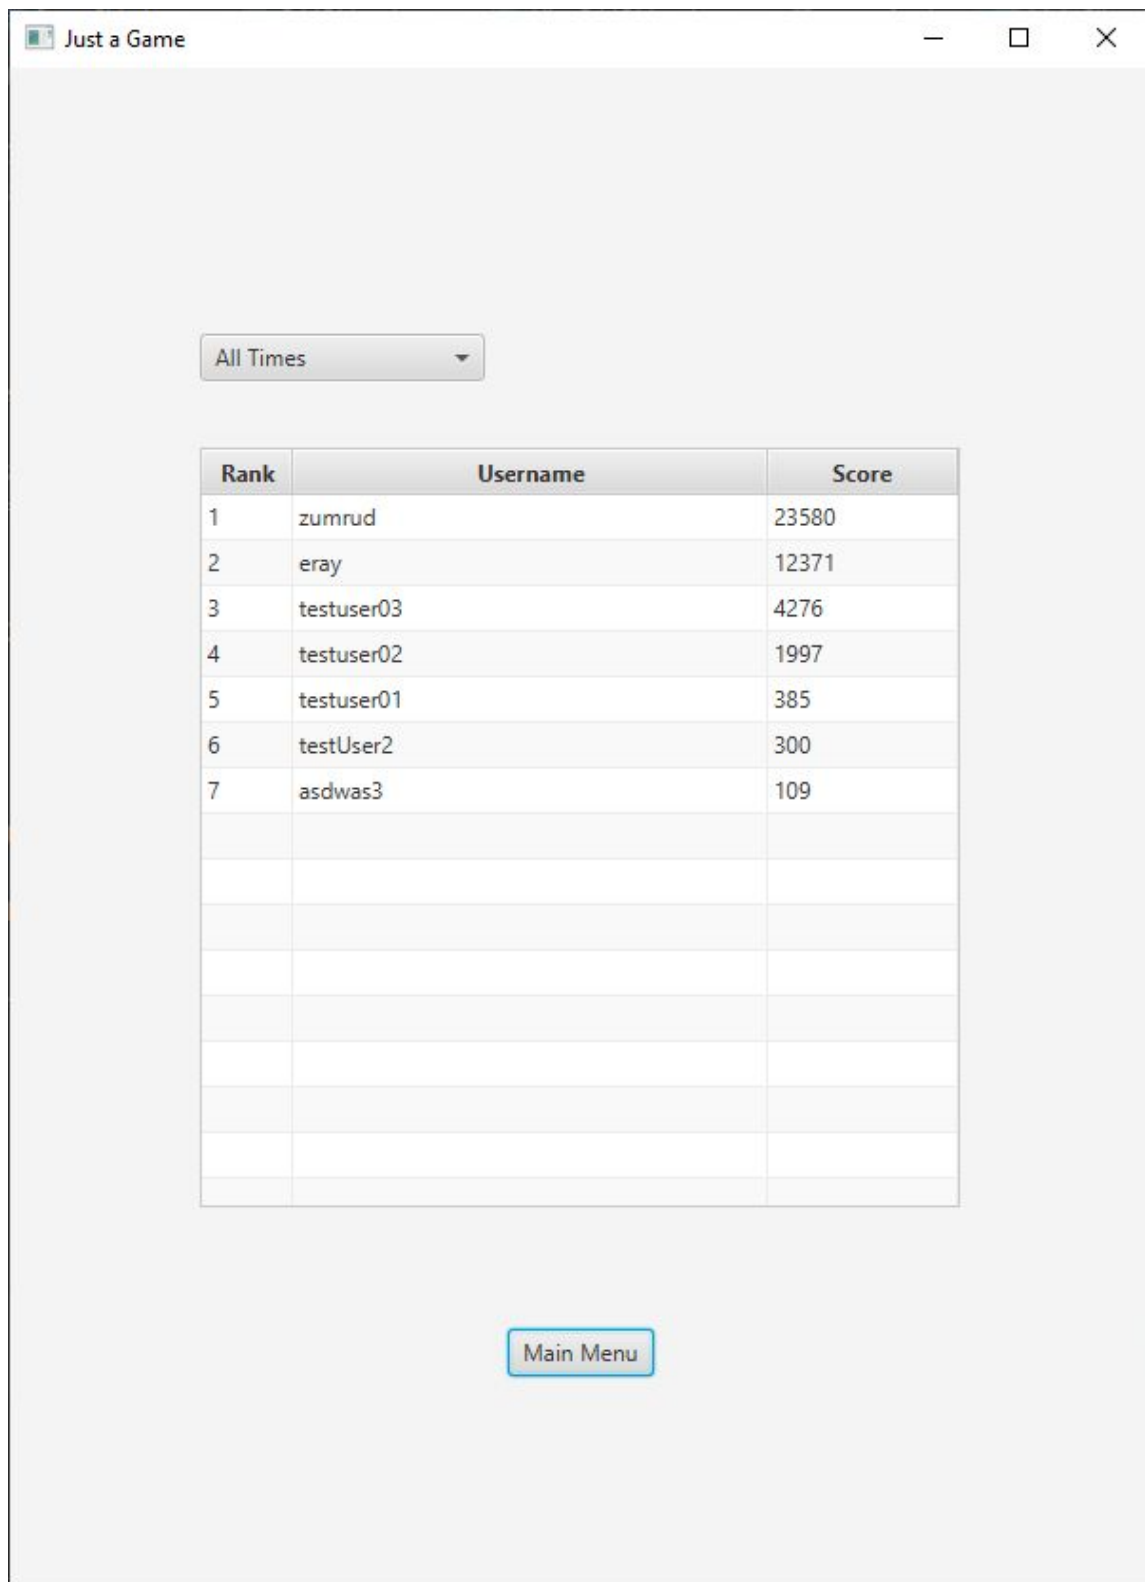 Just a Game
All Times
Rank Username Score
1 zumrud 23580
2 eray 12371
3 testuser03 4276
4 testuser02 1997
5 testuser01 385
6 testUser2 300
7 asdwas3 109
Main Menu